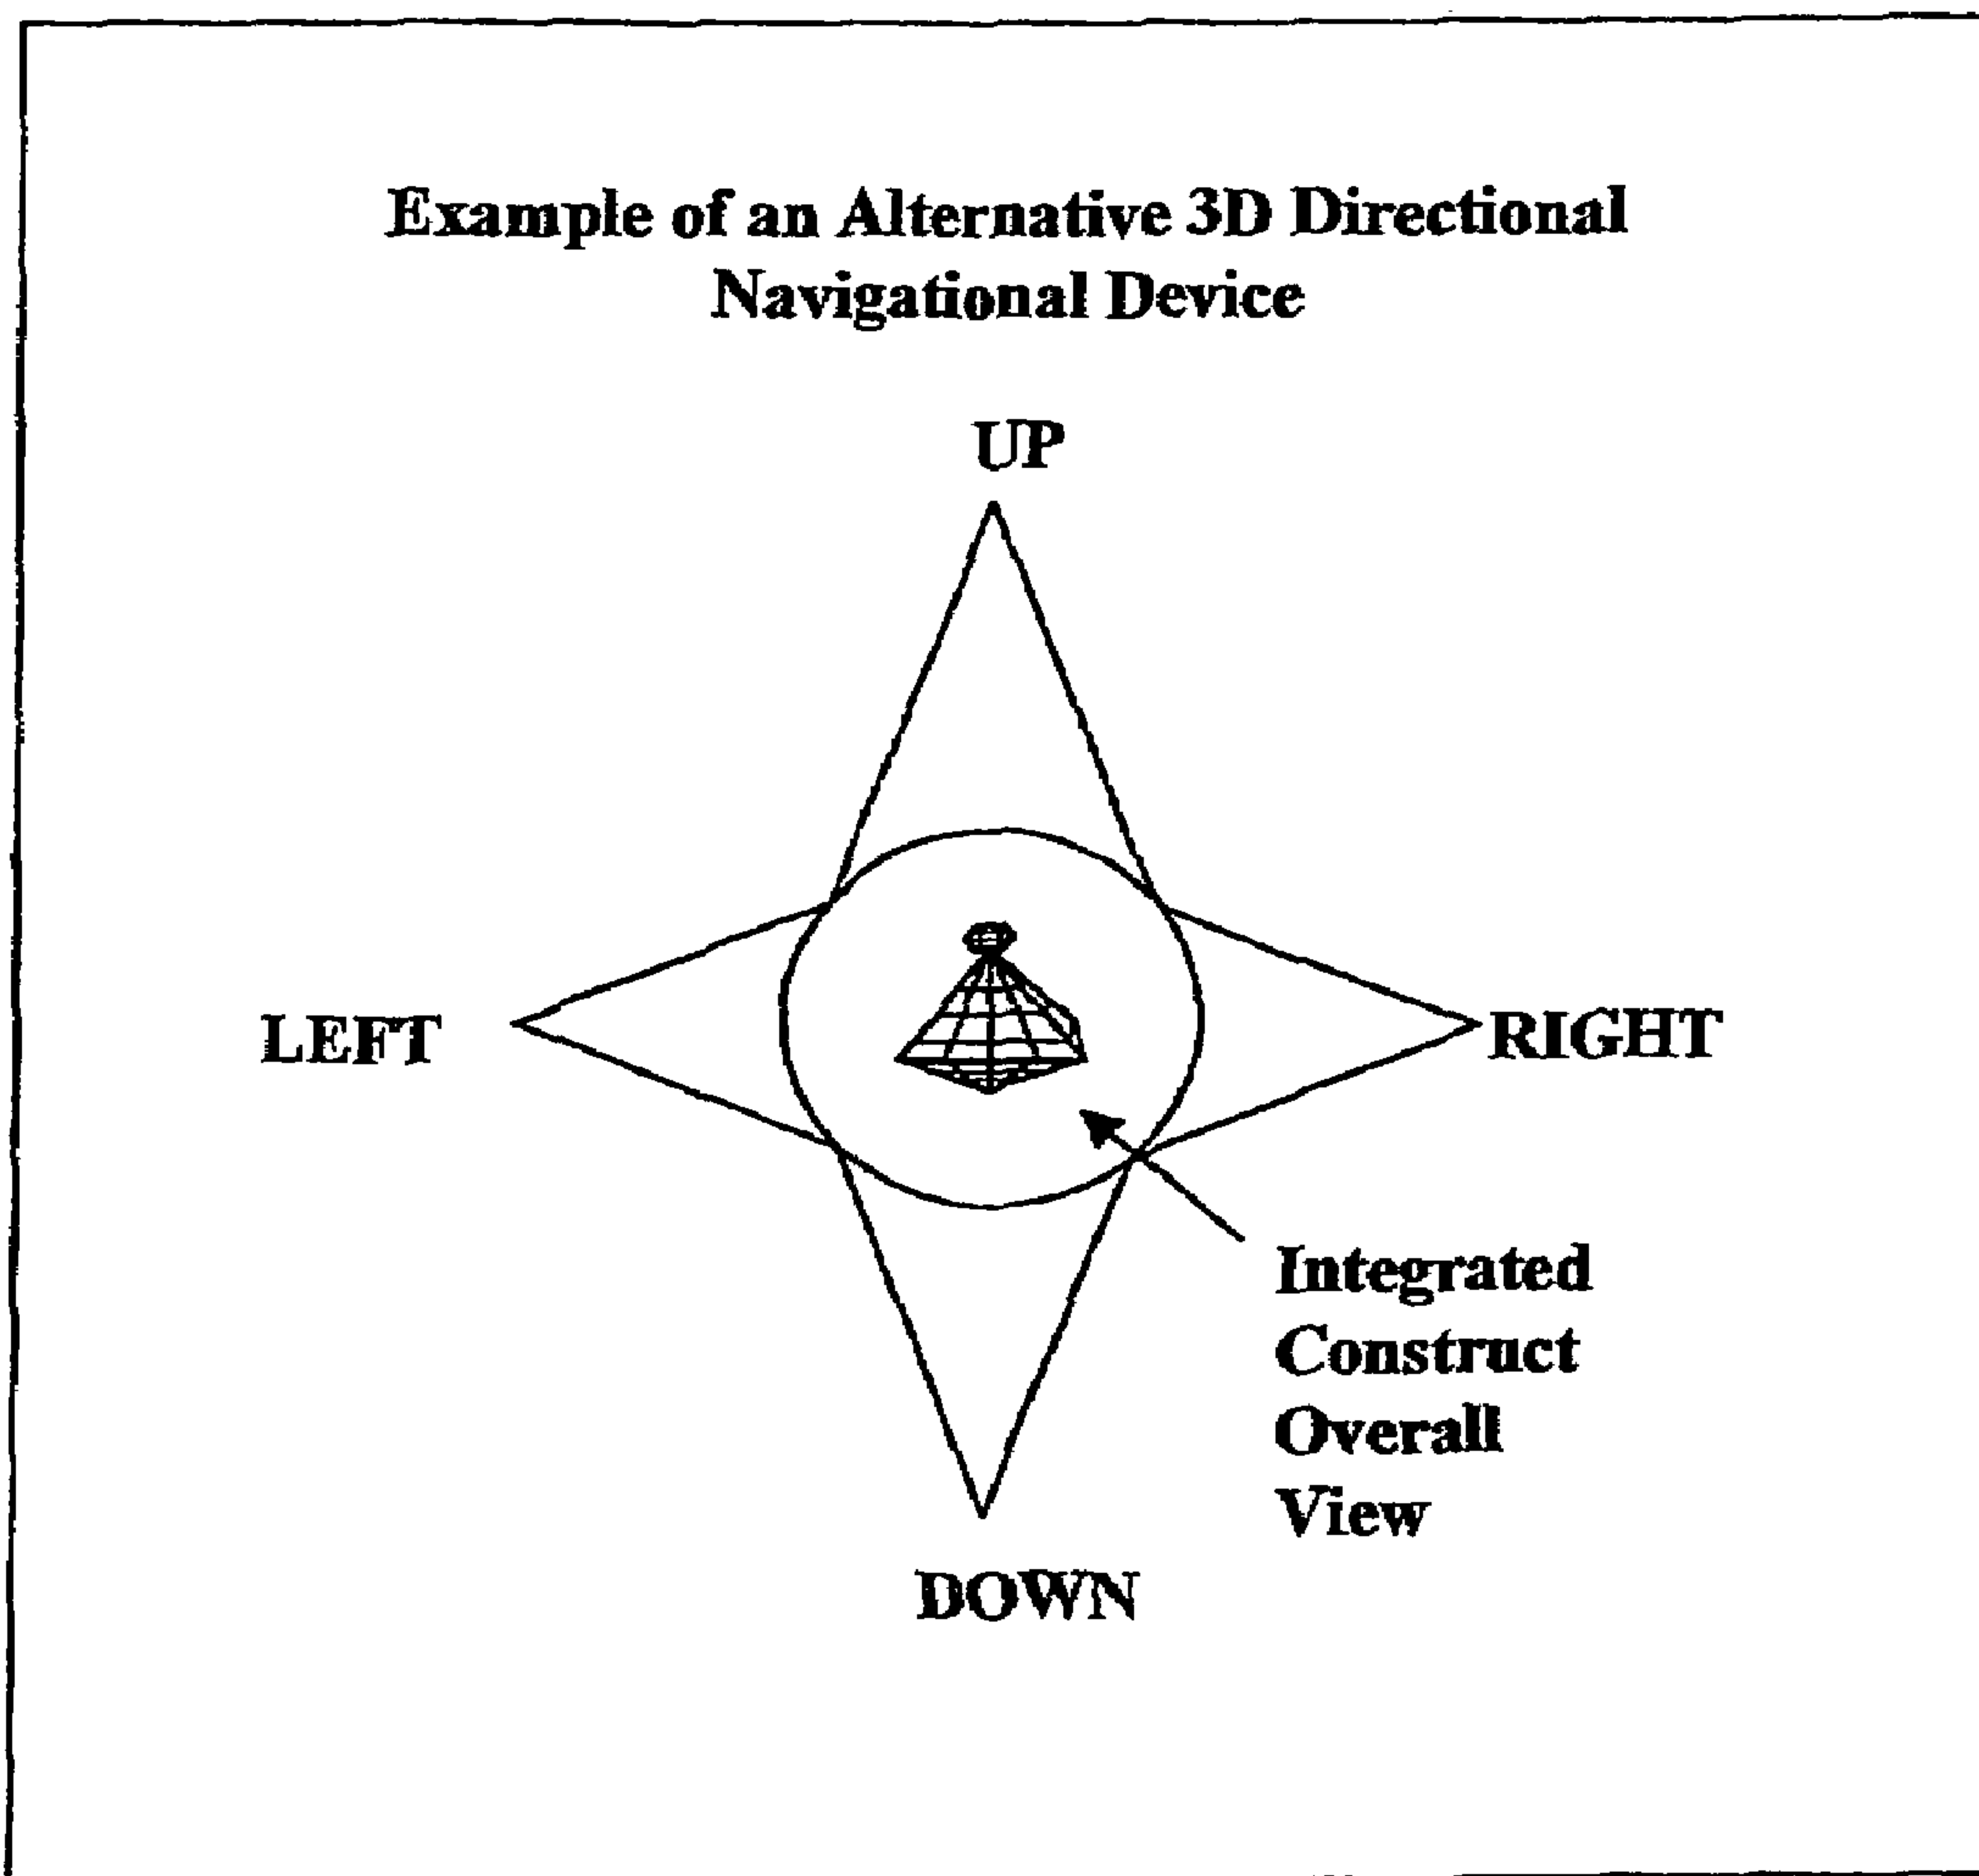 Example of an Alternative 3D Directional
Navigational Device
UP
LEFT
RIGHT
Integrated
Construct
Overall
View
DOWN